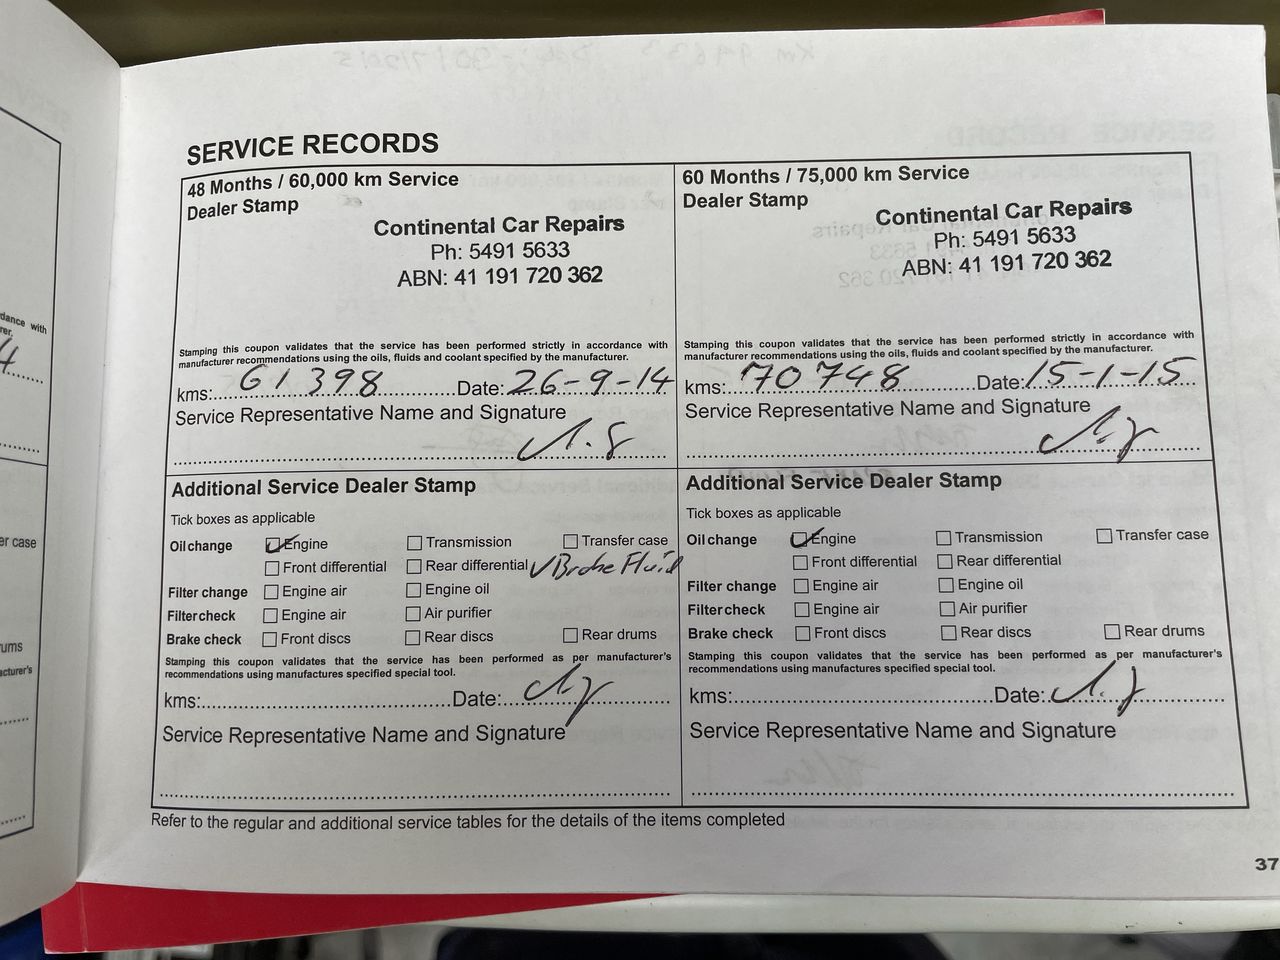 SERVICE RECORDS
48 Months / 60,000 km Service
Dealer Stamp
Continental Car Repairs
Ph: 5491 5633
ABN: 41 191 720 362
Stamping this coupon validates that the service has been performed strictly in accordance with
manufacturer recommendations using the oils, fluids and coolant specified by the manufacturer.
kms: 61398 Date: 26-9-14
Service Representative Name and Signature
Additional Service Dealer Stamp
Tick boxes as applicable
Oil change Engine Transmission Transfer case
Front differential Rear differential Brake Fluid
Filter change Engine air Engine oil
Filter check Engine air Air purifier
Brake check Front discs Rear discs Rear drums
Stamping this coupon validates that the service has been performed as per manufacturer's
recommendations using manufactures specified special tool.
kms: Date:
Service Representative Name and Signature
60 Months / 75,000 km Service
Dealer Stamp
Continental Car Repairs
Ph: 5491 5633
ABN: 41 191 720 362
Stamping this coupon validates that the service has been performed strictly in accordance with
manufacturer recommendations using the oils, fluids and coolant specified by the manufacturer.
kms: 70748 Date: 15-1-15
Service Representative Name and Signature
Additional Service Dealer Stamp
Tick boxes as applicable
Oil change Engine Transmission Transfer case
Front differential Rear differential
Filter change Engine air Engine oil
Filter check Engine air Air purifier
Brake check Front discs Rear discs Rear drums
Stamping this coupon validates that the service has been performed as per manufacturer's
recommendations using manufactures specified special tool.
kms: Date:
Service Representative Name and Signature
Refer to the regular and additional service tables for the details of the items completed
37